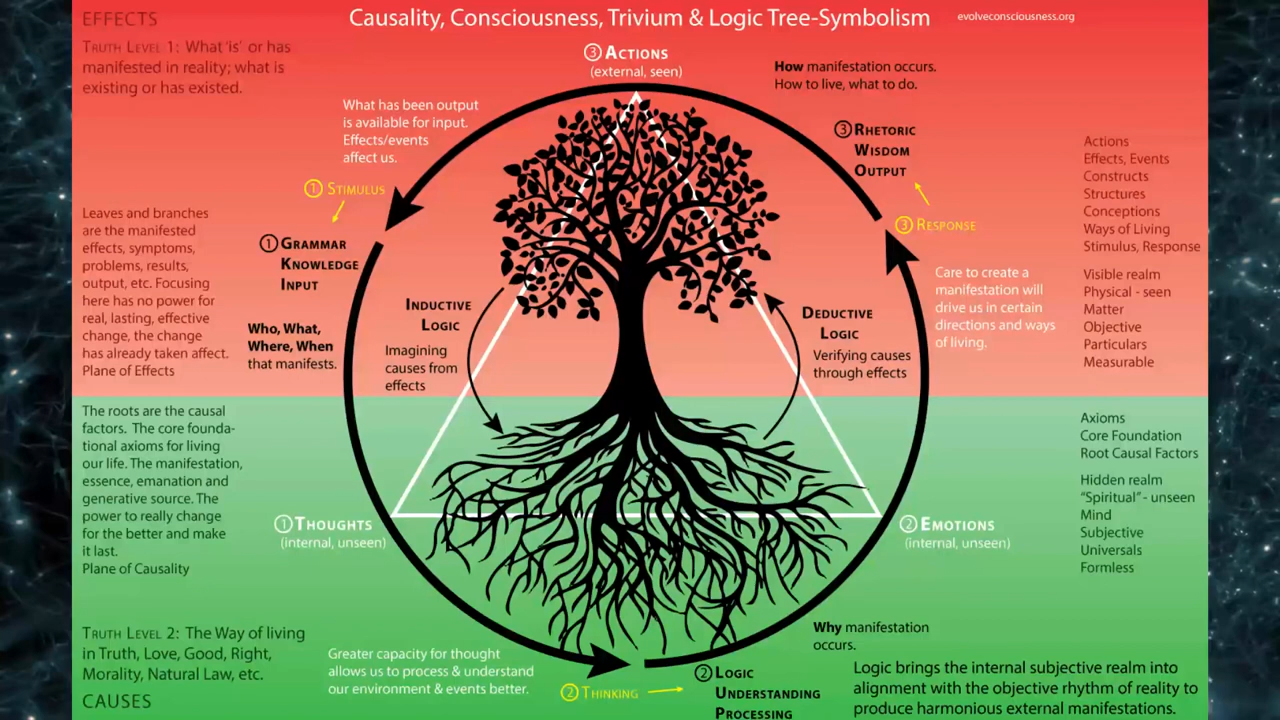 EFFECTS
Causality, Consciousness, Trivium & Logic Tree-Symbolism
evolveconsciousness.org
TRUTH LEVEL 1: What 'is' or has
manifested in reality; what is
existing or has existed.
③ ACTIONS
(external, seen)
How manifestation occurs.
How to live, what to do.
What has been output
is available for input.
Effects/events
affect us.
③ RHETORIC
WISDOM
OUTPUT
① STIMULUS
③ RESPONSE
① GRAMMAR
KNOWLEDGE
INPUT
Who, What,
Where, When
that manifests.
Leaves and branches
are the manifested
effects, symptoms,
problems, results,
output, etc. Focusing
here has no power for
real, lasting, effective
change, the change
has already taken affect.
Plane of Effects
INDUCTIVE
LOGIC
Imagining
causes from
effects
DEDUCTIVE
LOGIC
Verifying causes
through effects
Care to create a
manifestation will
drive us in certain
directions and ways
of living.
Actions
Effects, Events
Constructs
Structures
Conceptions
Ways of Living
Stimulus, Response
Visible realm
Physical - seen
Matter
Objective
Particulars
Measurable
The roots are the causal
factors. The core founda-
tional axioms for living
our life. The manifestation,
essence, emanation and
generative source. The
power to really change
for the better and make
it last.
Plane of Causality
① THOUGHTS
(internal, unseen)
② EMOTIONS
(internal, unseen)
Axioms
Core Foundation
Root Causal Factors
Hidden realm
"Spiritual" - unseen
Mind
Subjective
Universals
Formless
TRUTH LEVEL 2: The Way of living
in Truth, Love, Good, Right,
Morality, Natural Law, etc.
CAUSES
Greater capacity for thought
allows us to process & understand
our environment & events better.
② THINKING
② LOGIC
UNDERSTANDING
PROCESSING
Why manifestation
occurs.
Logic brings the internal subjective realm into
alignment with the objective rhythm of reality to
produce harmonious external manifestations.